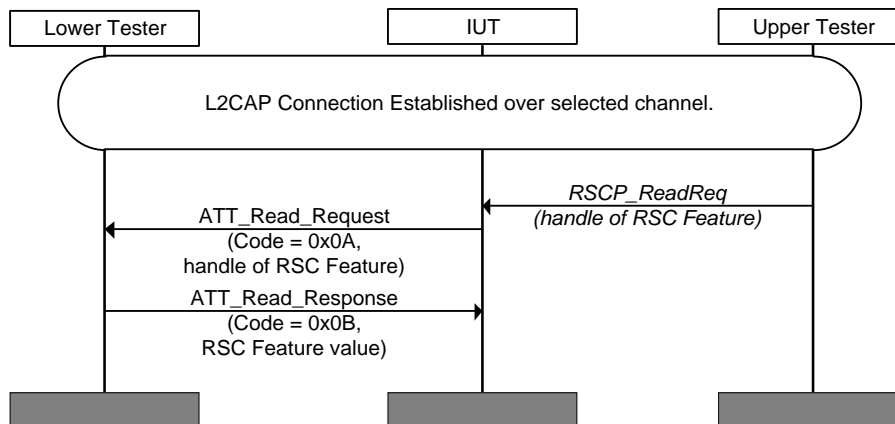 Lower Tester
IUT
Upper Tester
L2CAP Connection Established over selected channel.
RSCP_ReadReq
(handle of RSC Feature)
ATT_Read_Request
(Code = 0x0A,
handle of RSC Feature)
ATT_Read_Response
(Code = 0x0B,
RSC Feature value)